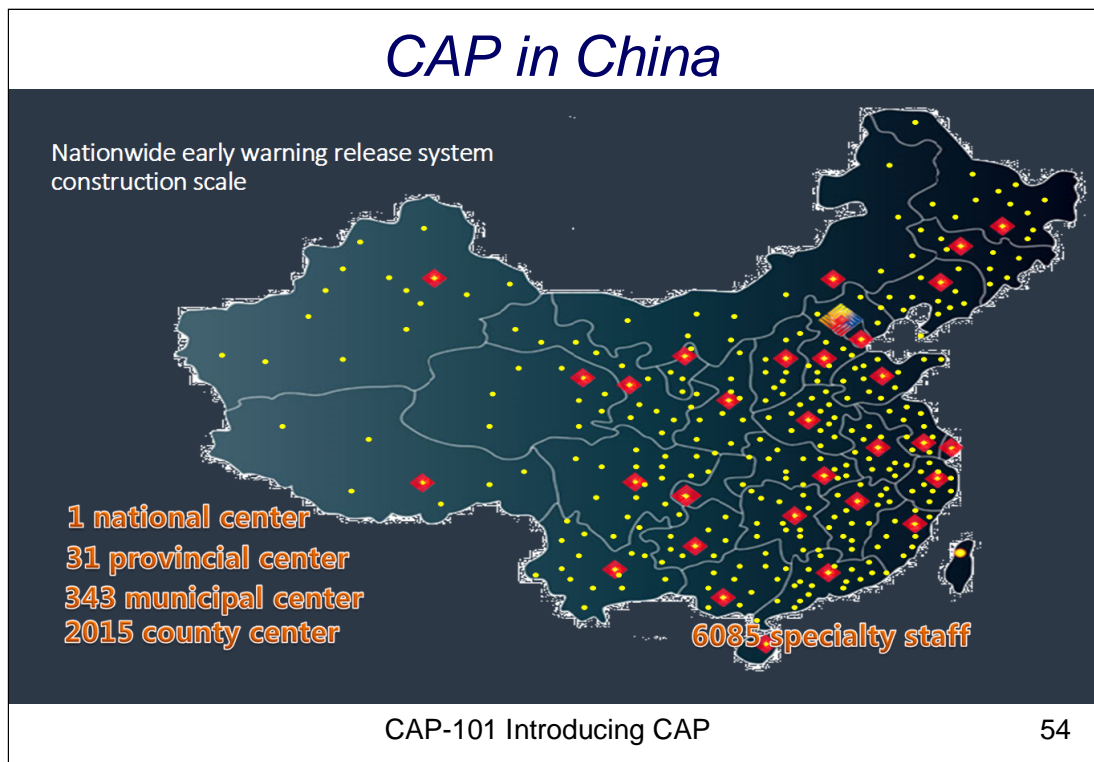 CAP in China
Nationwide early warning release system
construction scale
1 national center
31 provincial center
343 municipal center
2015 county center
6085 specialty staff
CAP-101 Introducing CAP
54